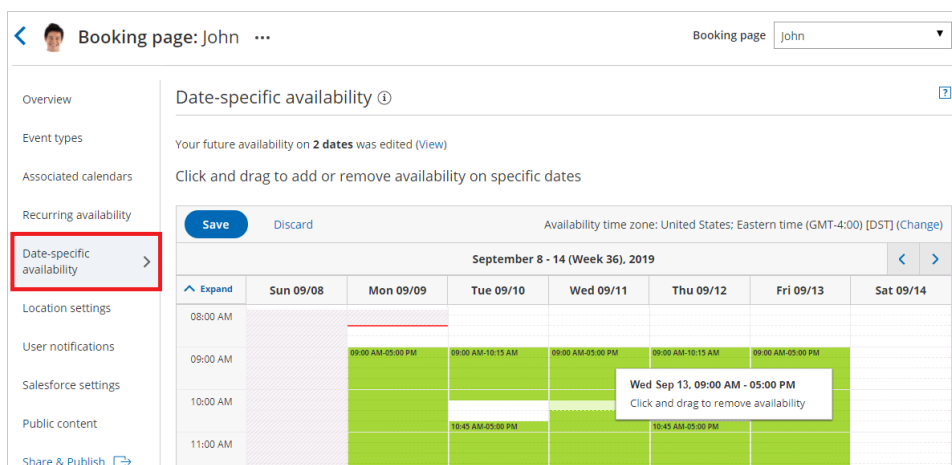 Booking page: John ...
Booking page John
Overview
Event types
Associated calendars
Recurring availability
Date-specific
availability
Location settings
User notifications
Salesforce settings
Public content
Share & Publish
Date-specific availability
Your future availability on 2 dates was edited (View)
Click and drag to add or remove availability on specific dates
Save Discard Availability time zone: United States; Eastern time (GMT-4:00) [DST] (Change)
September 8 - 14 (Week 36), 2019
Expand Sun 09/08 Mon 09/09 Tue 09/10 Wed 09/11 Thu 09/12 Fri 09/13 Sat 09/14
08:00 AM
09:00 AM-05:00 PM 09:00 AM-10:15 AM 09:00 AM-05:00 PM 09:00 AM-10:15 AM 09:00 AM-05:00 PM
09:00 AM
Wed Sep 13, 09:00 AM - 05:00 PM
Click and drag to remove availability
10:00 AM
10:45 AM-05:00 PM 10:45 AM-05:00 PM
11:00 AM